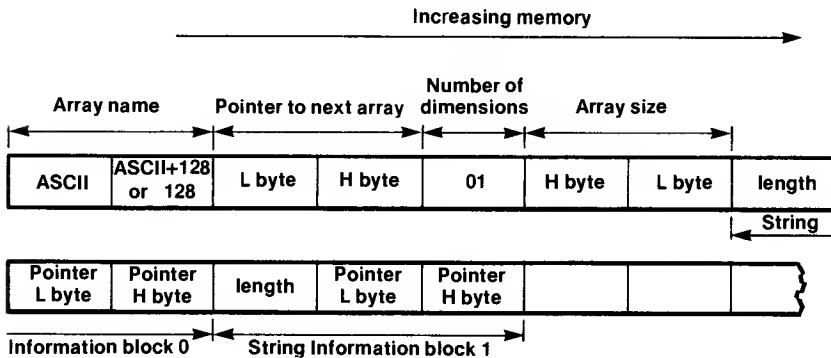 Increasing memory
Array name
Pointer to next array
Number of
dimensions
Array size
ASCII
ASCII+128
or 128
L byte
H byte
01
H byte
L byte
length
String
Pointer
L byte
Pointer
H byte
length
Pointer
L byte
Pointer
H byte
Information block 0
String Information block 1